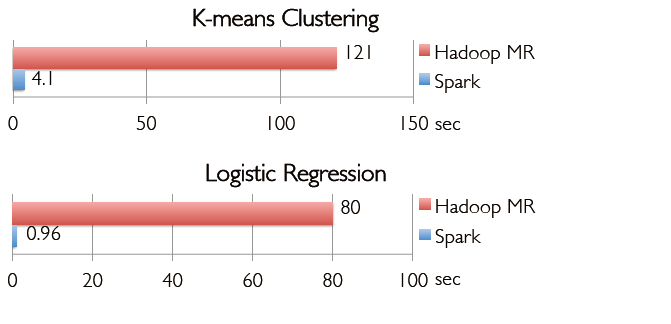 K-means Clustering
121
Hadoop MR
4.1
Spark
0 50 100 150 sec
Logistic Regression
80
Hadoop MR
0.96
Spark
0 20 40 60 80 100 sec